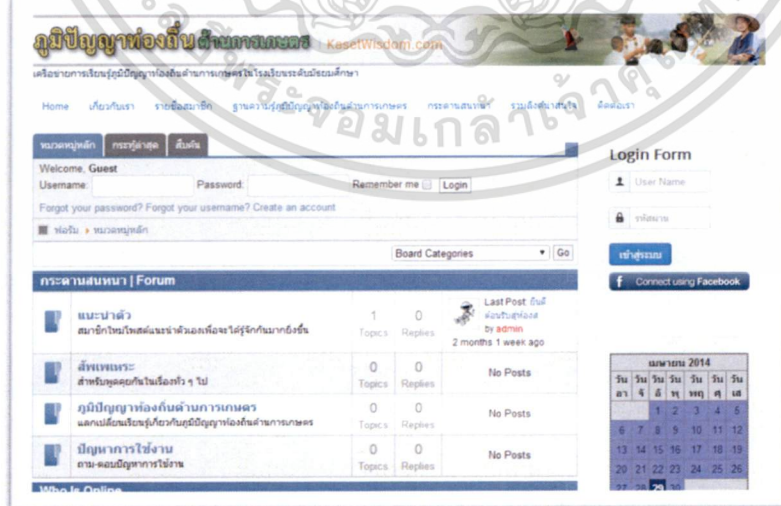 ภูมิปัญญาท้องถิ่นด้านการเกษตร | KasetWisdom.com
เครือข่ายการเรียนรู้ภูมิปัญญาท้องถิ่นด้านการเกษตรในโรงเรียนระดับมัธยมศึกษา
Home เกี่ยวกับเรา รายชื่อสมาชิก ฐานความรู้ภูมิปัญญาท้องถิ่นด้านการเกษตร กระดานสนทนา รวมลิงค์น่าสนใจ ติดต่อเรา
หมวดหมู่หลัก กระทู้ล่าสุด ค้นหา
Welcome, Guest
Username: Password: Remember me Login
Forgot your password? Forgot your username? Create an account
ฟอรั่ม หมวดหมู่หลัก
Board Categories Go
กระดานสนทนา | Forum
แนะนำตัว
สมาชิกใหม่โพสต์แนะนำตัวเองเพื่อจะได้รู้จักกันมากยิ่งขึ้น
1 Topics
0 Replies
Last Post: ยินดีต้อนรับสู่ห้องส
by admin
2 months 1 week ago
สัพเพเหระ
สำหรับพูดคุยกันในเรื่องทั่ว ๆ ไป
0 Topics
0 Replies
No Posts
ภูมิปัญญาท้องถิ่นด้านการเกษตร
แลกเปลี่ยนเรียนรู้เกี่ยวกับภูมิปัญญาท้องถิ่นด้านการเกษตร
0 Topics
0 Replies
No Posts
ปัญหาการใช้งาน
ถาม-ตอบปัญหาการใช้งาน
0 Topics
0 Replies
No Posts
Who Is Online
Login Form
User Name
รหัสผ่าน
เข้าสู่ระบบ
f Connect using Facebook
เมษายน 2014
วัน วัน วัน วัน วัน วัน วัน
อา จั อั พุ พฤ ศุ เส
1 2 3 4 5
6 7 8 9 10 11 12
13 14 15 16 17 18 19
20 21 22 23 24 25 26
27 28 29 30
จอมเกล้า